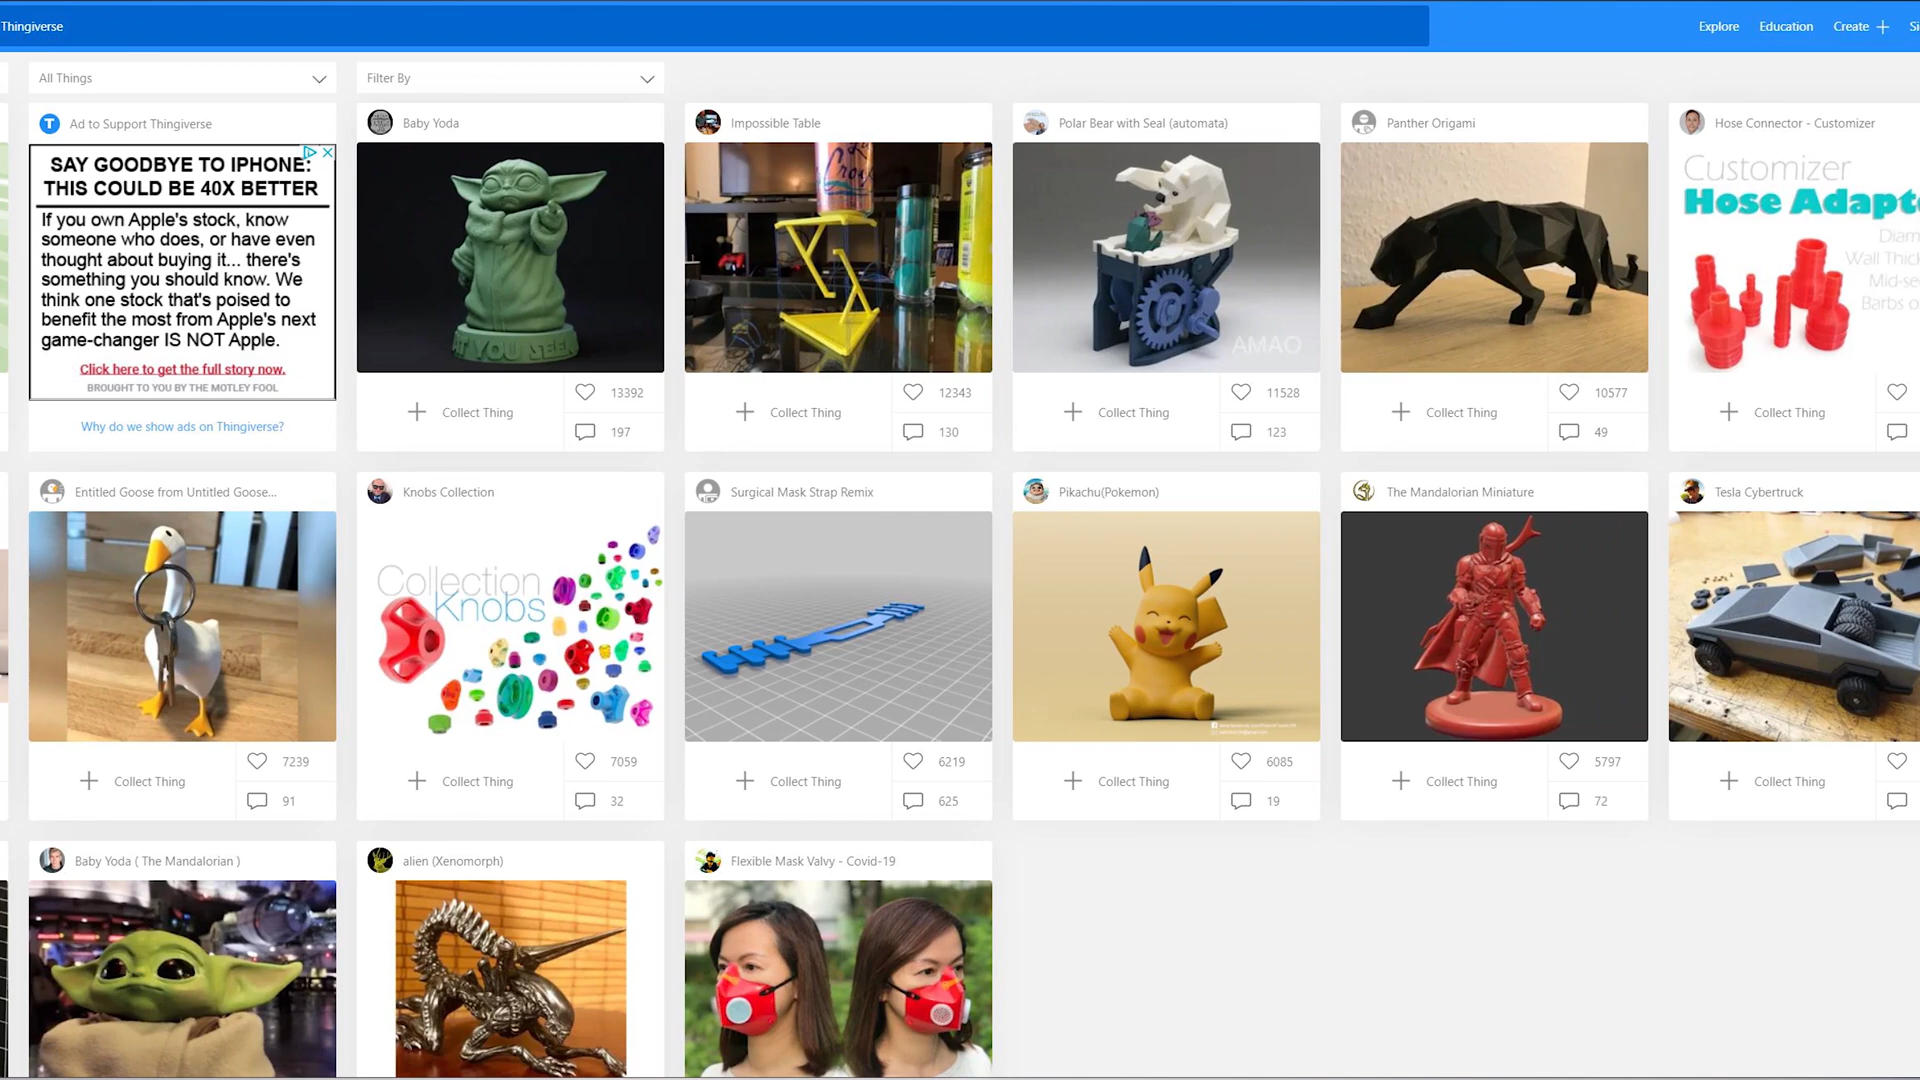 Thingiverse
Explore
Education
Create
All Things
Filter By
Ad to Support Thingiverse
SAY GOODBYE TO IPHONE:
THIS COULD BE 40X BETTER
If you own Apple's stock, know
someone who does, or have even
thought about buying it... there's
something you should know. We
think one stock that's poised to
benefit the most from Apple's next
game-changer IS NOT Apple.
Click here to get the full story now.
BROUGHT TO YOU BY THE MOTLEY FOOL
Why do we show ads on Thingiverse?
Baby Yoda
Collect Thing
13392
197
Impossible Table
Collect Thing
12343
130
Polar Bear with Seal (automata)
AMAO
Collect Thing
11528
123
Panther Origami
Collect Thing
10577
49
Hose Connector - Customizer
Customizer
Hose Adapt
Diam
Wall Thick
Mid-se
Barbs o
Collect Thing
Entitled Goose from Untitled Goose...
Collect Thing
7239
91
Knobs Collection
Collection
Knobs
Collect Thing
7059
32
Surgical Mask Strap Remix
Collect Thing
6219
625
Pikachu(Pokemon)
Collect Thing
6085
19
The Mandalorian Miniature
Collect Thing
5797
72
Tesla Cybertruck
Collect Thing
Baby Yoda ( The Mandalorian )
alien (Xenomorph)
Flexible Mask Valvy - Covid-19